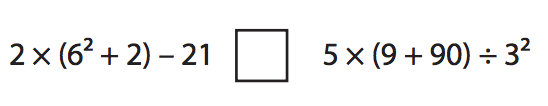 2 × (6² + 2) – 21 □ 5 × (9 + 90) ÷ 3²